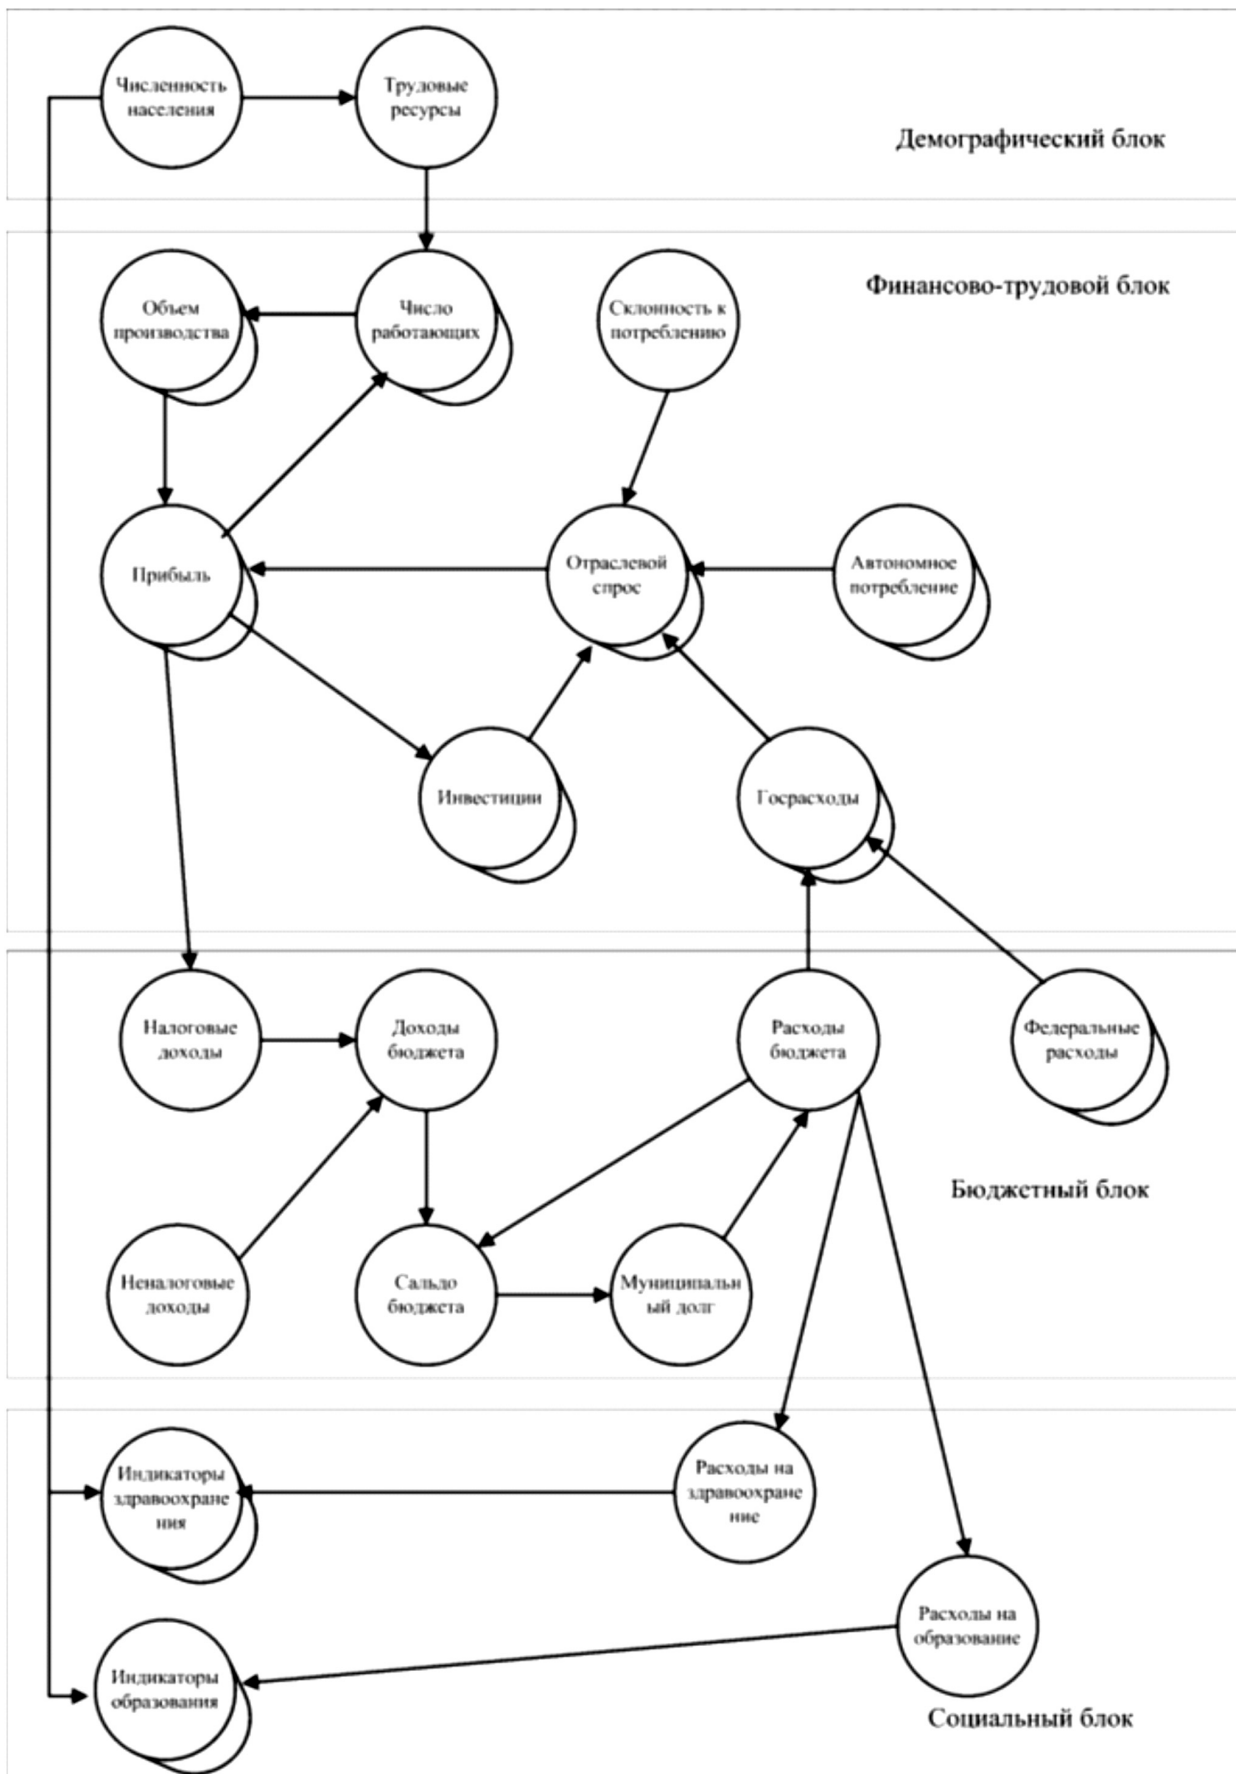 Численность
населения
Трудовые
ресурсы
Демографический блок
Финансово-трудовой блок
Объем
производства
Число
работающих
Склонность к
потреблению
Прибыль
Отраслевой
спрос
Автономное
потребление
Инвестиции
Госрасходы
Налоговые
доходы
Доходы
бюджета
Расходы
бюджета
Федеральные
расходы
Бюджетный блок
Неналоговые
доходы
Сальдо
бюджета
Муниципальн
ый долг
Индикаторы
здравоохране
ния
Расходы на
здравоохране
ние
Расходы на
образование
Индикаторы
образования
Социальный блок